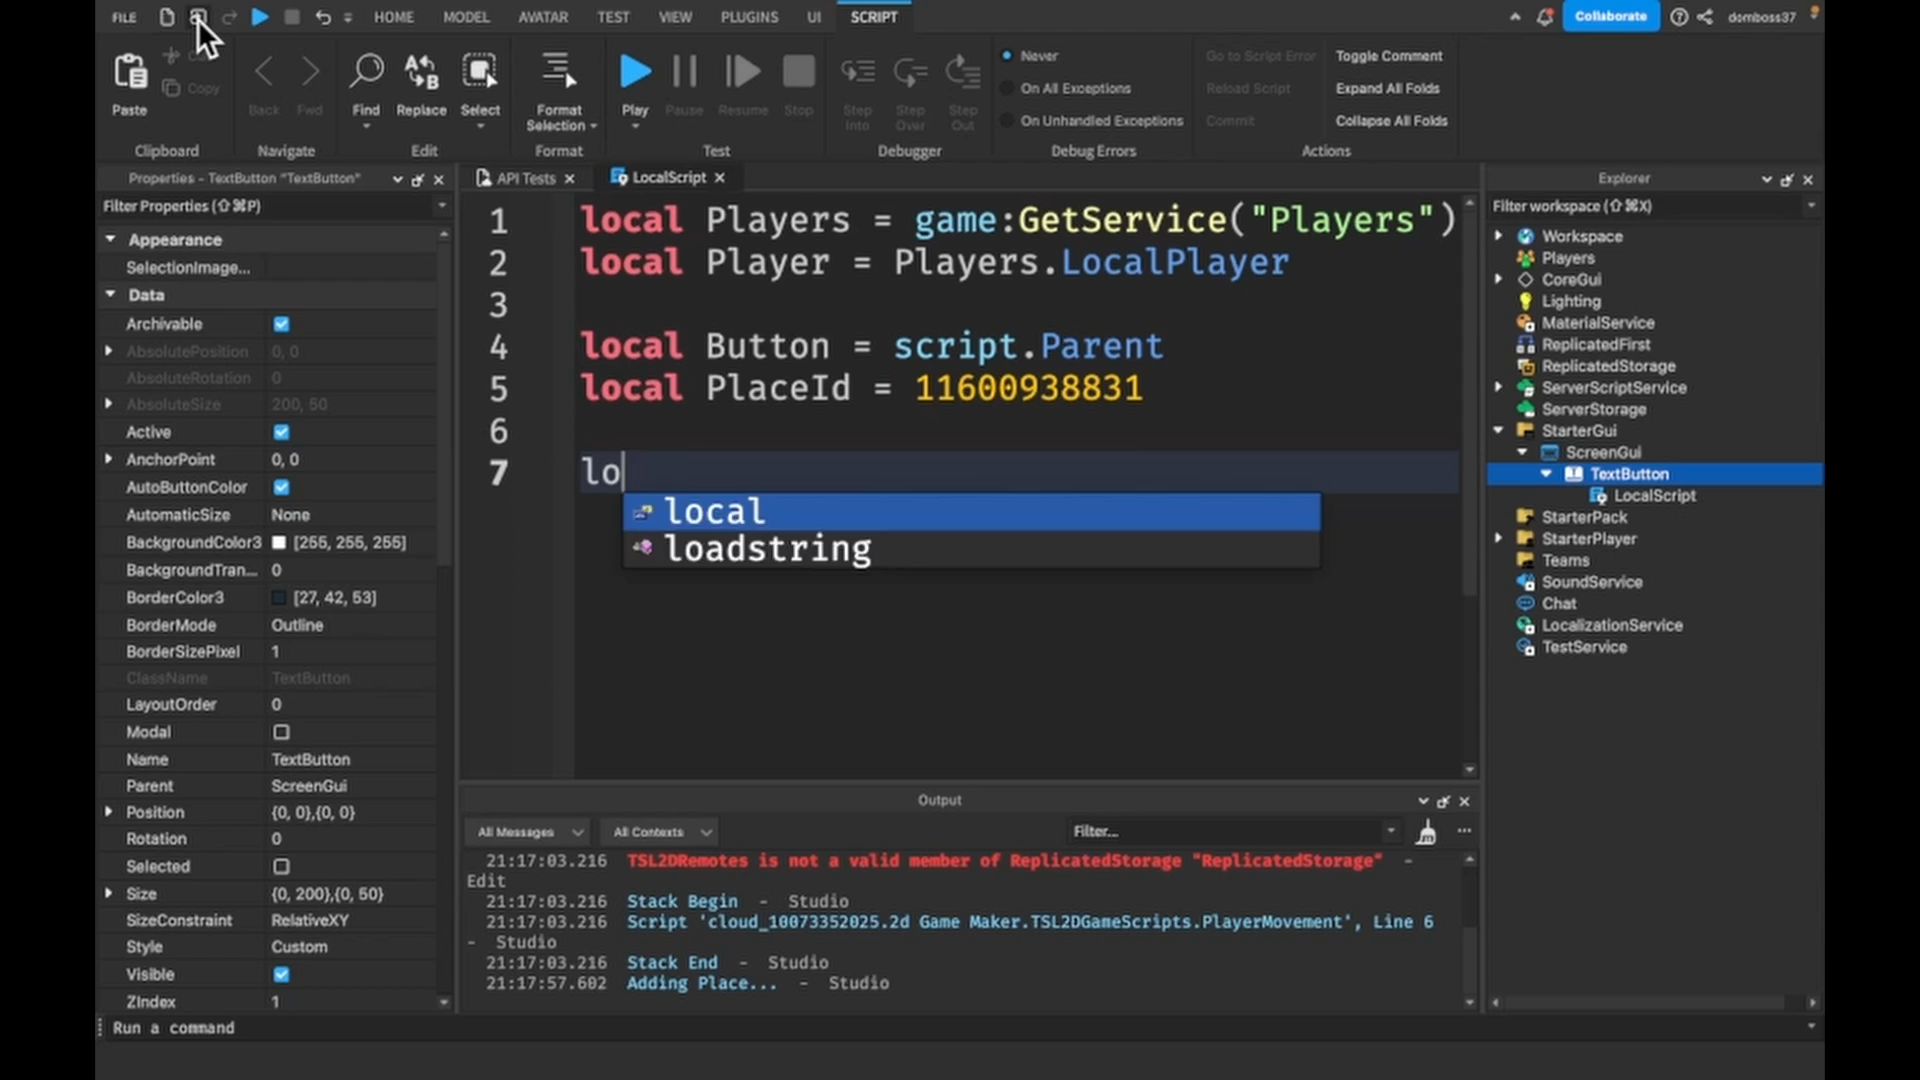 FILE HOME MODEL AVATAR TEST VIEW PLUGINS UI SCRIPT Collaborate domboss37
Paste Copy
Back Fwd
Find Replace Select
Format Selection
Play Pause Resume Stop
Step Into Step Over Step Out
Never
On All Exceptions
On Unhandled Exceptions
Go to Script Error
Reload Script
Commit
Toggle Comment
Expand All Folds
Collapse All Folds
Clipboard Navigate Edit Format Test Debugger Debug Errors Actions
Properties - TextButton "TextButton"
Filter Properties (⇧⌘P)
Appearance
SelectionImage...
Data
Archivable
AbsolutePosition 0, 0
AbsoluteRotation 0
AbsoluteSize 200, 50
Active
AnchorPoint 0, 0
AutoButtonColor
AutomaticSize None
BackgroundColor3 [255, 255, 255]
BackgroundTran... 0
BorderColor3 [27, 42, 53]
BorderMode Outline
BorderSizePixel 1
ClassName TextButton
LayoutOrder 0
Modal
Name TextButton
Parent ScreenGui
Position {0, 0},{0, 0}
Rotation 0
Selected
Size {0, 200},{0, 50}
SizeConstraint RelativeXY
Style Custom
Visible
ZIndex 1
API Tests LocalScript
1 local Players = game:GetService("Players")
2 local Player = Players.LocalPlayer
3
4 local Button = script.Parent
5 local PlaceId = 11600938831
6
7 lo
local
loadstring
Output
All Messages All Contexts Filter... ...
21:17:03.216 TSL2DRemotes is not a valid member of ReplicatedStorage "ReplicatedStorage" -
Edit
21:17:03.216 Stack Begin - Studio
21:17:03.216 Script 'cloud_10073352025.2d Game Maker.TSL2DGameScripts.PlayerMovement', Line 6
- Studio
21:17:03.216 Stack End - Studio
21:17:57.602 Adding Place... - Studio
Explorer
Filter workspace (⇧⌘X)
Workspace
Players
CoreGui
Lighting
MaterialService
ReplicatedFirst
ReplicatedStorage
ServerScriptService
ServerStorage
StarterGui
ScreenGui
TextButton
LocalScript
StarterPack
StarterPlayer
Teams
SoundService
Chat
LocalizationService
TestService
Run a command